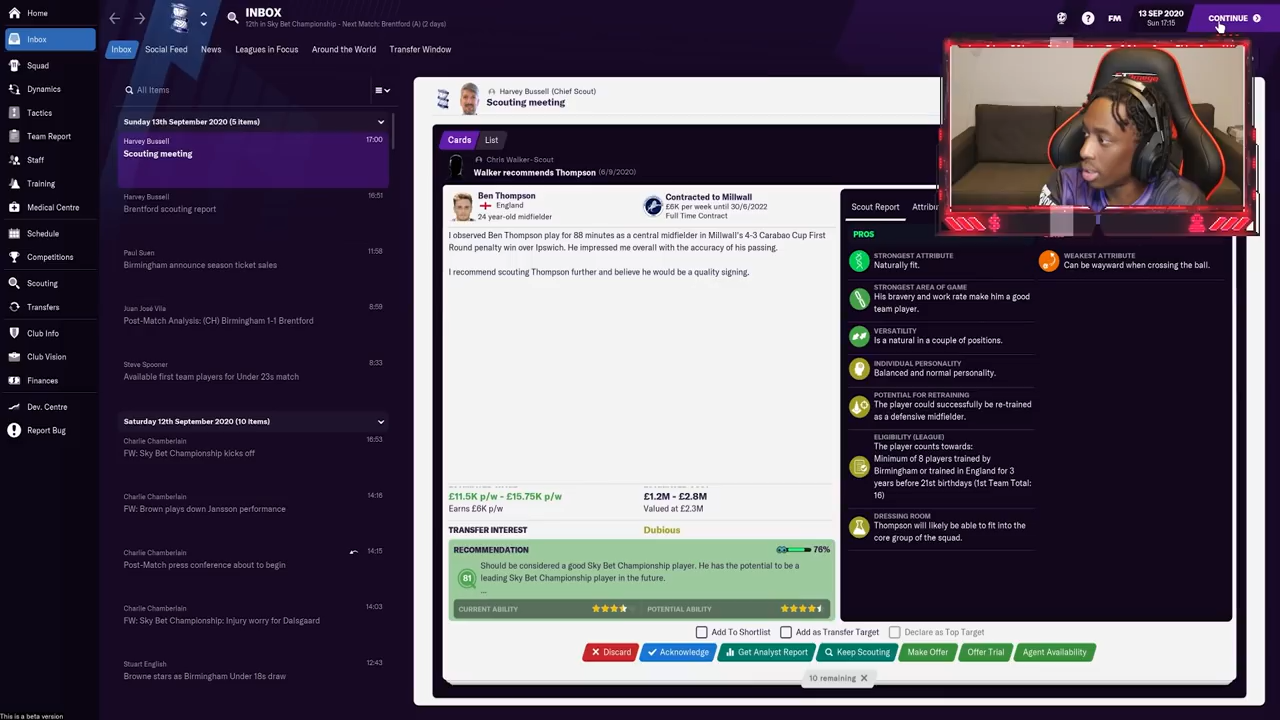 Home
INBOX
12th in Sky Bet Championship - Next Match: Brentford (A) (2 days)
FM
13 SEP 2020
Sun 17:15
CONTINUE
Inbox
Squad
Dynamics
Tactics
Team Report
Staff
Training
Medical Centre
Schedule
Competitions
Scouting
Transfers
Club Info
Club Vision
Finances
Dev. Centre
Report Bug
This is a beta version
Inbox
Social Feed
News
Leagues in Focus
Around the World
Transfer Window
All Items
Sunday 13th September 2020 (5 items)
Harvey Bussell
17:00
Scouting meeting
Harvey Bussell
16:51
Brentford scouting report
Paul Suen
11:58
Birmingham announce season ticket sales
Juan José Vila
8:59
Post-Match Analysis: (CH) Birmingham 1-1 Brentford
Steve Spooner
8:33
Available first team players for Under 23s match
Saturday 12th September 2020 (10 items)
Charlie Chamberlain
16:53
FW: Sky Bet Championship kicks off
Charlie Chamberlain
14:16
FW: Brown plays down Jansson performance
Charlie Chamberlain
14:15
Post-Match press conference about to begin
Charlie Chamberlain
14:03
FW: Sky Bet Championship: Injury worry for Dalsgaard
Stuart English
12:43
Browne stars as Birmingham Under 18s draw
Harvey Bussell (Chief Scout)
Scouting meeting
Cards
List
Chris Walker - Scout
Walker recommends Thompson (6/9/2020)
Ben Thompson
England
24 year-old midfielder
Contracted to Millwall
£6K per week until 30/6/2022
Full Time Contract
I observed Ben Thompson play for 88 minutes as a central midfielder in Millwall's 4-3 Carabao Cup First
Round penalty win over Ipswich. He impressed me overall with the accuracy of his passing.
I recommend scouting Thompson further and believe he would be a quality signing.
£11.5K p/w - £15.75K p/w
Earns £6K p/w
£1.2M - £2.8M
Valued at £2.3M
TRANSFER INTEREST
Dubious
RECOMMENDATION
76%
81
Should be considered a good Sky Bet Championship player. He has the potential to be a
leading Sky Bet Championship player in the future.
...
CURRENT ABILITY
POTENTIAL ABILITY
Scout Report
PROS
STRONGEST ATTRIBUTE
Naturally fit.
STRONGEST AREA OF GAME
His bravery and work rate make him a good
team player.
VERSATILITY
Is a natural in a couple of positions.
INDIVIDUAL PERSONALITY
Balanced and normal personality.
POTENTIAL FOR RETRAINING
The player could successfully be re-trained
as a defensive midfielder.
ELIGIBILITY (LEAGUE)
The player counts towards:
Minimum of 8 players trained by
Birmingham or trained in England for 3
years before 21st birthdays (1st Team Total:
16)
DRESSING ROOM
Thompson will likely be able to fit into the
core group of the squad.
WEAKEST ATTRIBUTE
Can be wayward when crossing the ball.
Add To Shortlist
Add as Transfer Target
Declare as Top Target
Discard
Acknowledge
Get Analyst Report
Keep Scouting
Make Offer
Offer Trial
Agent Availability
10 remaining